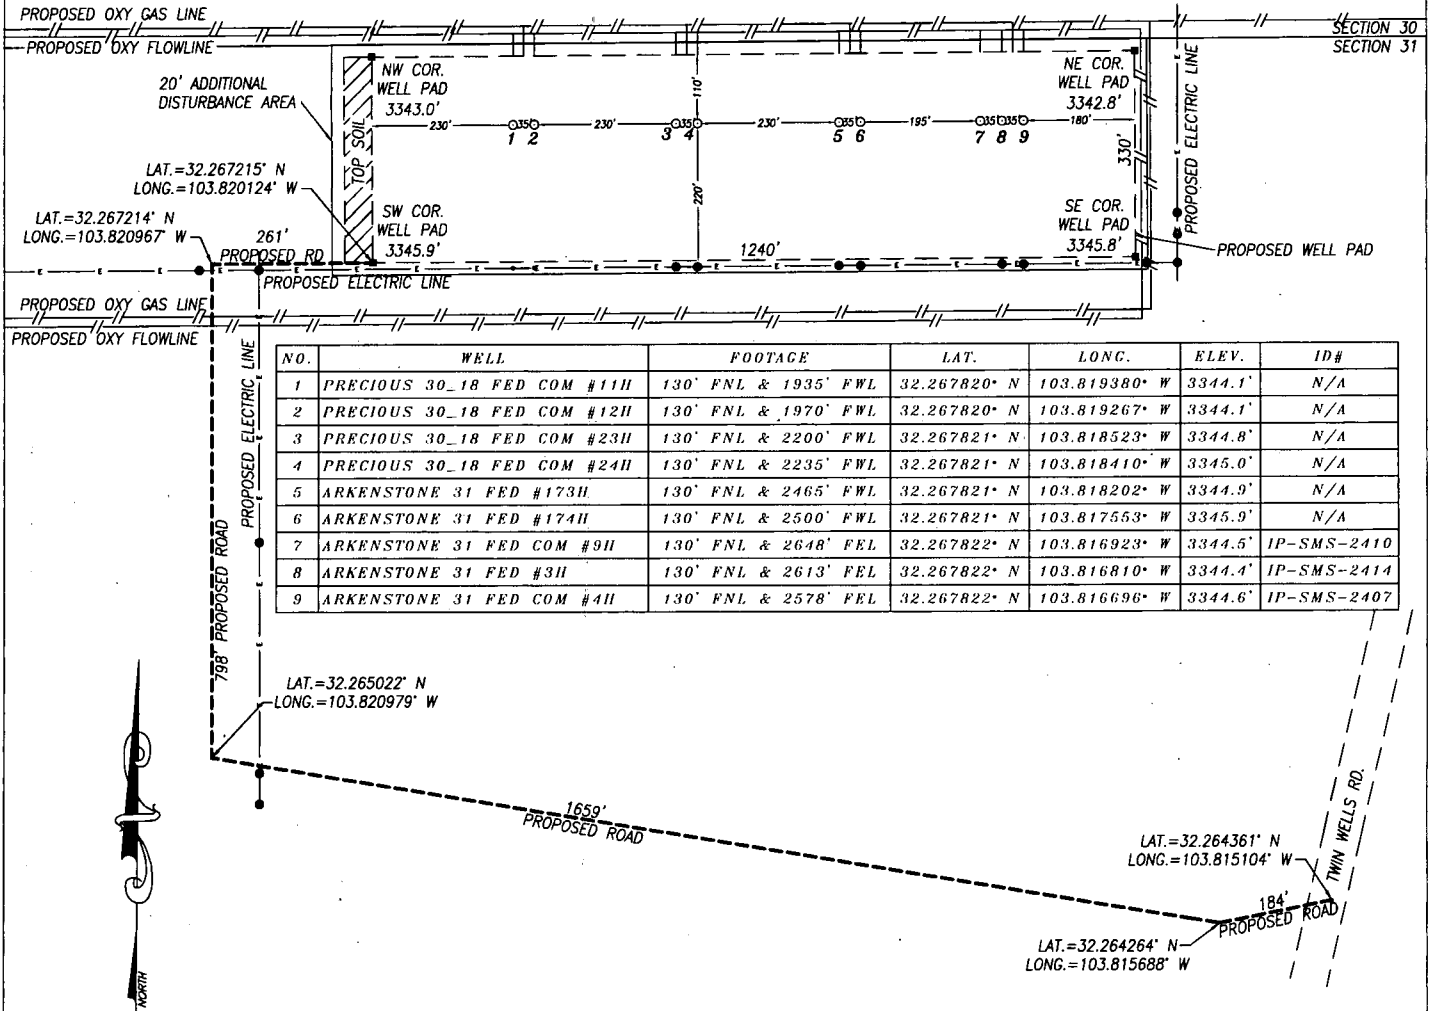 PROPOSED OXY GAS LINE
PROPOSED OXY FLOWLINE
SECTION 30
SECTION 31
20' ADDITIONAL
DISTURBANCE AREA
TOP SOIL
NW COR.
WELL PAD
3343.0'
NE COR.
WELL PAD
3342.8'
PROPOSED ELECTRIC LINE
110'
230' 35' 230' 35' 230' 35' 195' 35' 35' 180'
1 2 3 4 5 6 7 8 9
330'
220'
LAT.=32.267215° N
LONG.=103.820124° W
LAT.=32.267214° N
LONG.=103.820967° W
SW COR.
WELL PAD
3345.9'
SE COR.
WELL PAD
3345.8'
261'
PROPOSED RD
1240'
PROPOSED WELL PAD
PROPOSED ELECTRIC LINE
PROPOSED OXY GAS LINE
PROPOSED OXY FLOWLINE
PROPOSED ELECTRIC LINE
798' PROPOSED ROAD
NO. WELL FOOTAGE LAT. LONG. ELEV. ID#
1 PRECIOUS 30_18 FED COM #11H 130' FNL & 1935' FWL 32.267820° N 103.819380° W 3344.1' N/A
2 PRECIOUS 30_18 FED COM #12H 130' FNL & 1970' FWL 32.267820° N 103.819267° W 3344.1' N/A
3 PRECIOUS 30_18 FED COM #23H 130' FNL & 2200' FWL 32.267821° N 103.818523° W 3344.8' N/A
4 PRECIOUS 30_18 FED COM #24H 130' FNL & 2235' FWL 32.267821° N 103.818410° W 3345.0' N/A
5 ARKENSTONE 31 FED #173H 130' FNL & 2465' FWL 32.267821° N 103.818202° W 3344.9' N/A
6 ARKENSTONE 31 FED #174H 130' FNL & 2500' FWL 32.267821° N 103.817553° W 3345.9' N/A
7 ARKENSTONE 31 FED COM #9H 130' FNL & 2648' FEL 32.267822° N 103.816923° W 3344.5' IP-SMS-2410
8 ARKENSTONE 31 FED #3H 130' FNL & 2613' FEL 32.267822° N 103.816810° W 3344.4' IP-SMS-2414
9 ARKENSTONE 31 FED COM #4H 130' FNL & 2578' FEL 32.267822° N 103.816696° W 3344.6' IP-SMS-2407
LAT.=32.265022° N
LONG.=103.820979° W
1659'
PROPOSED ROAD
LAT.=32.264361° N
LONG.=103.815104° W
TWIN WELLS RD.
184'
PROPOSED ROAD
LAT.=32.264264° N
LONG.=103.815688° W
NORTH